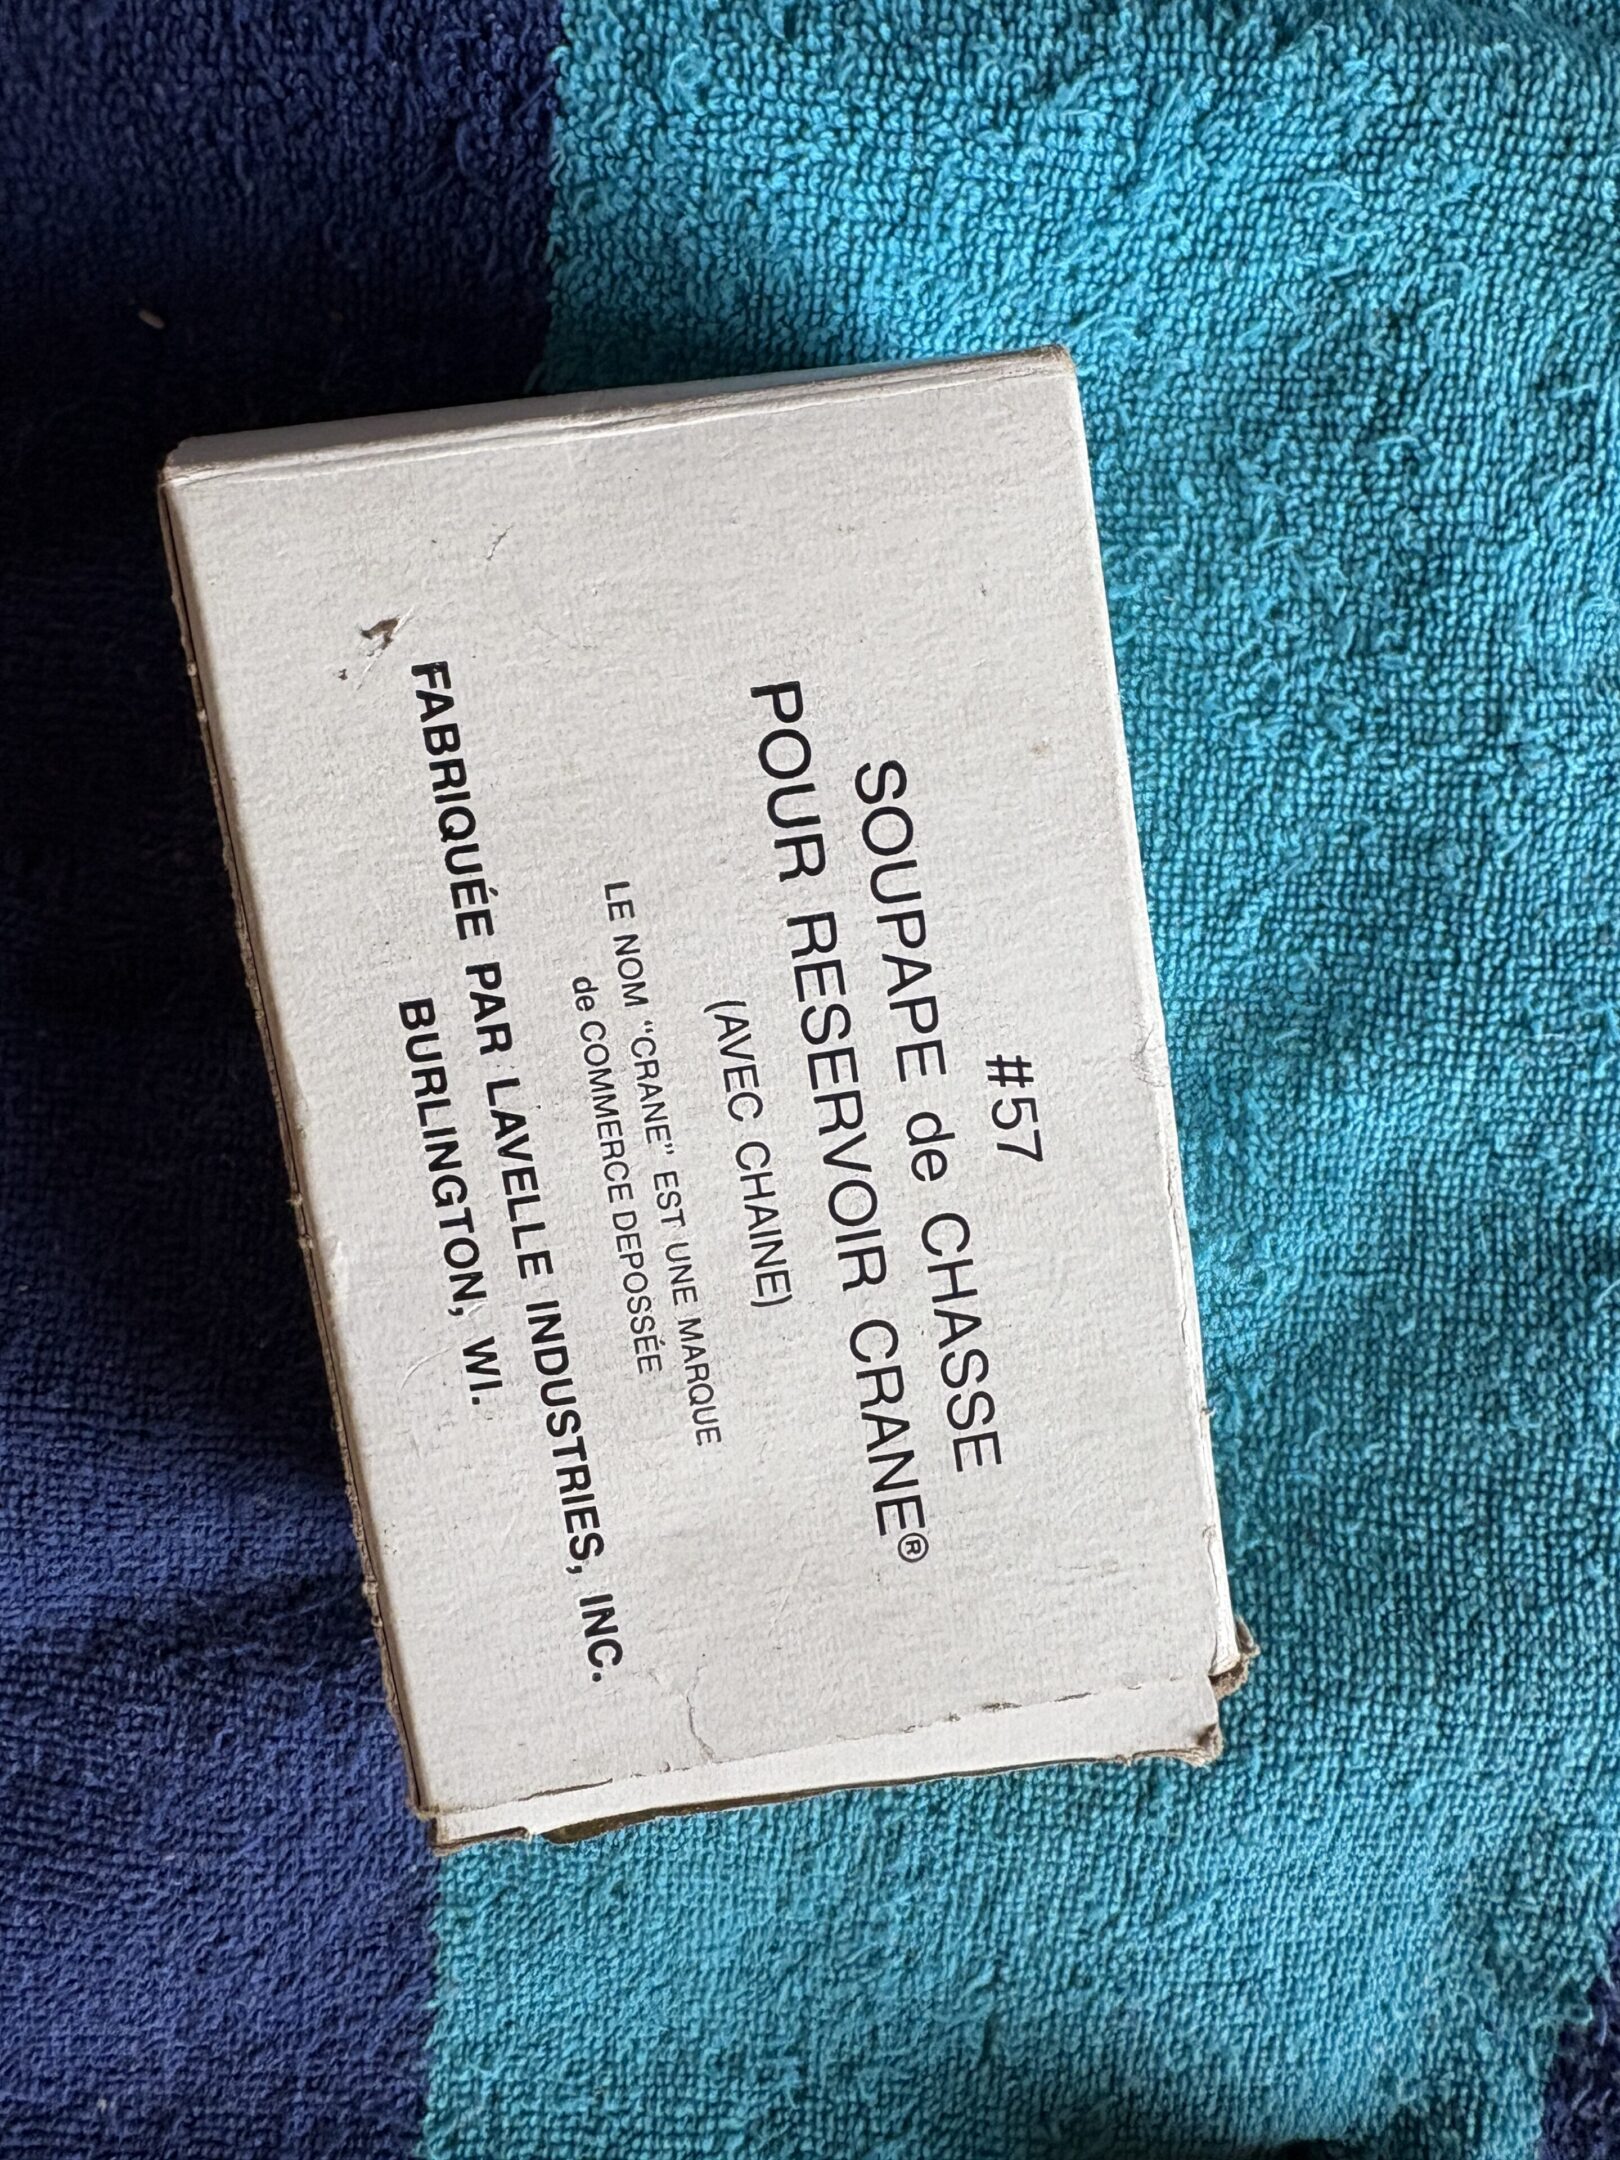 #57
SOUPAPE de CHASSE
POUR RESERVOIR CRANE®
(AVEC CHAINE)
LE NOM "CRANE" EST UNE MARQUE
de COMMERCE DEPOSSÉE
FABRIQUÉE PAR LAVELLE INDUSTRIES, INC.
BURLINGTON, WI.